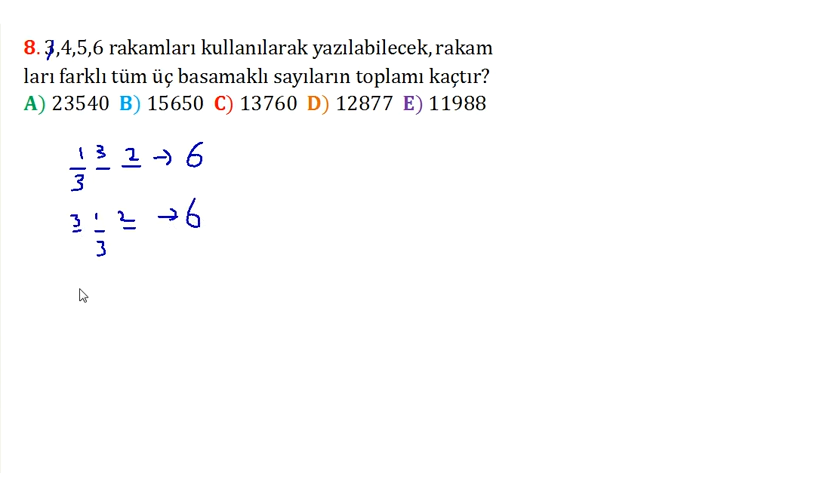 8. 3,4,5,6 rakamları kullanılarak yazılabilecek, rakam
ları farklı tüm üç basamaklı sayıların toplamı kaçtır?
A) 23540 B) 15650 C) 13760 D) 12877 E) 11988
1 3 2 → 6
3
3 1 2 → 6
3